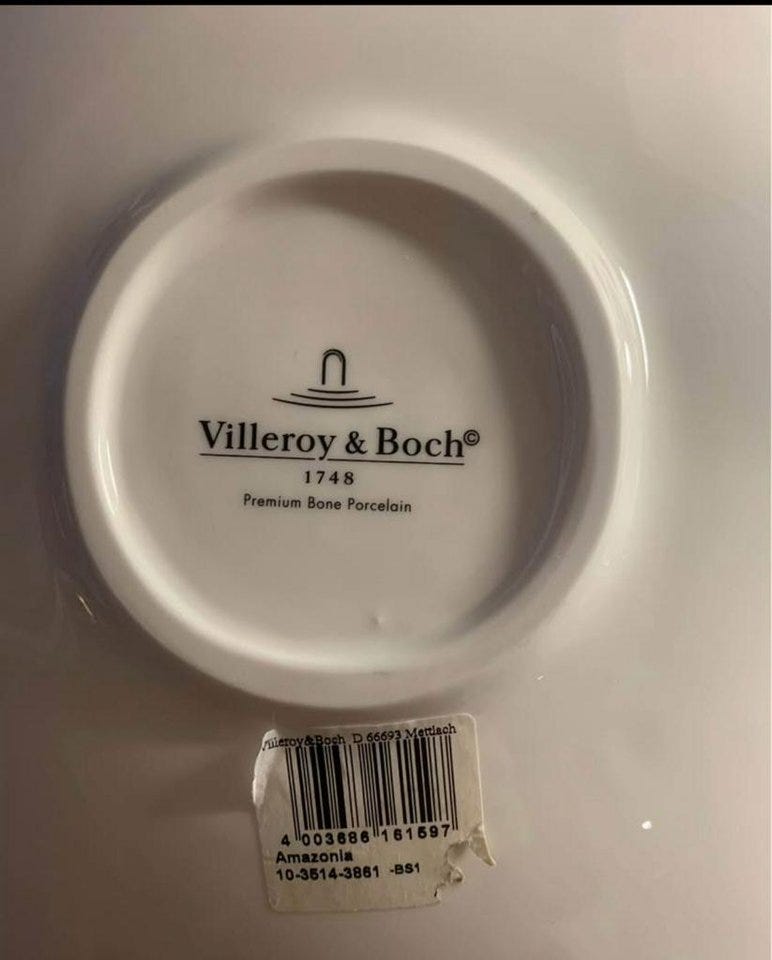 Villeroy & Boch©
1748
Premium Bone Porcelain
Villeroy&Boch D 66693 Mettlach
4 003686 161597
Amazonia
10-3514-3861 -BS1